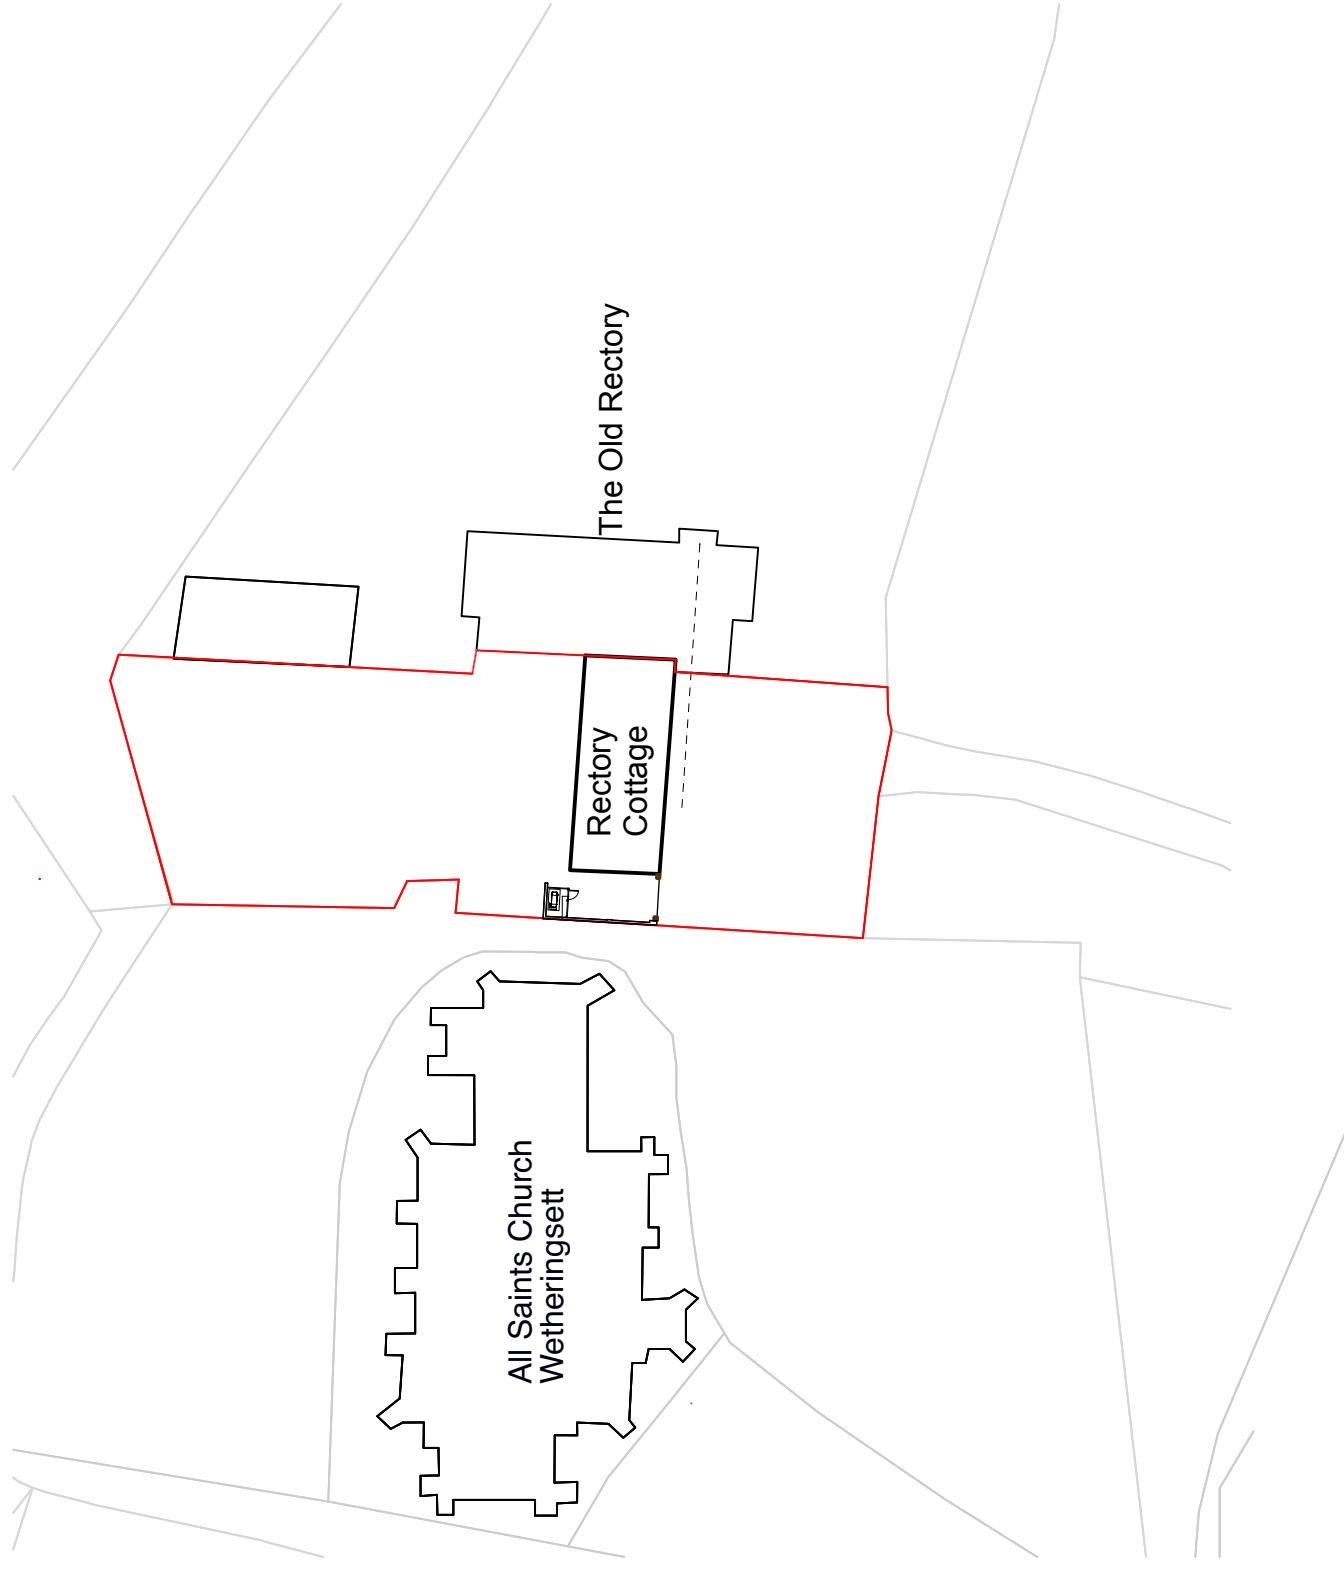 The Old Rectory
Rectory
Cottage
All Saints Church
Wetheringsett